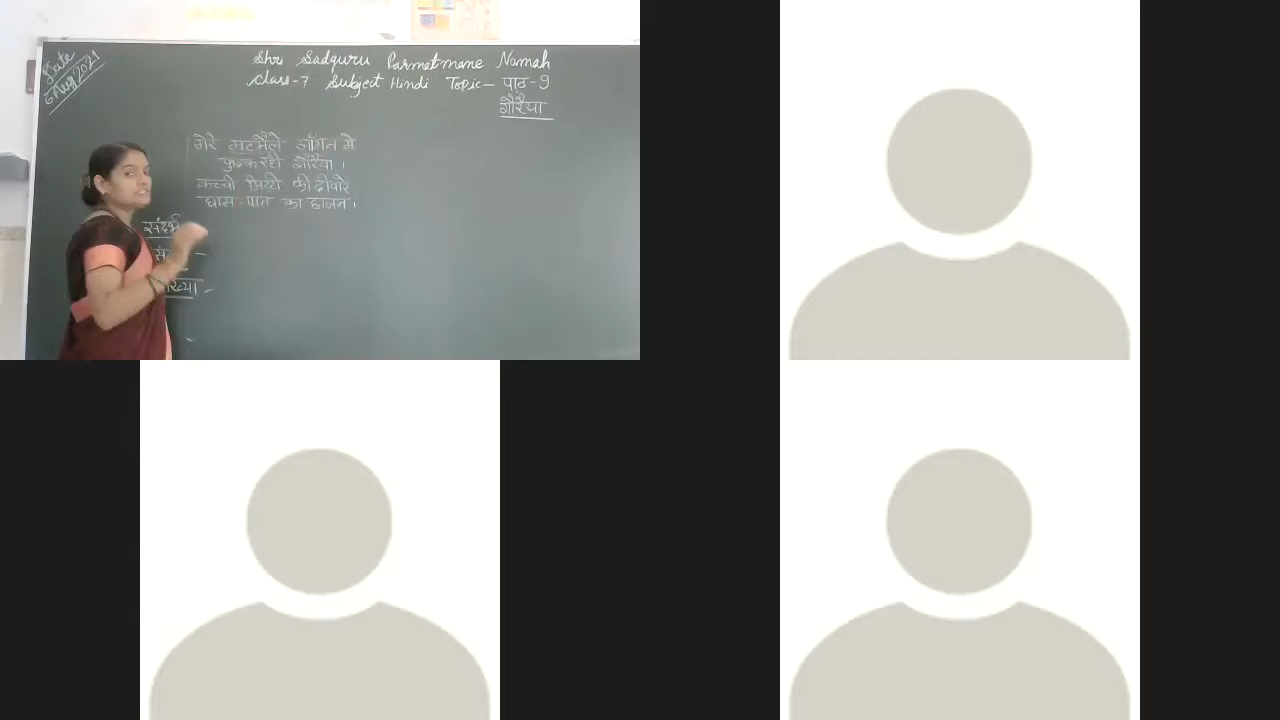 Date
6 Aug 2021
Shri Sadguru Parmatmane Namah
Class-7 Subject Hindi Topic- पाठ-9
गौरैया
मेरे मटमैले आँगन में
फुदक रही गौरैया।
कच्ची मिट्टी की दीवारें
घास-पात का छाजन।
संदर्भ